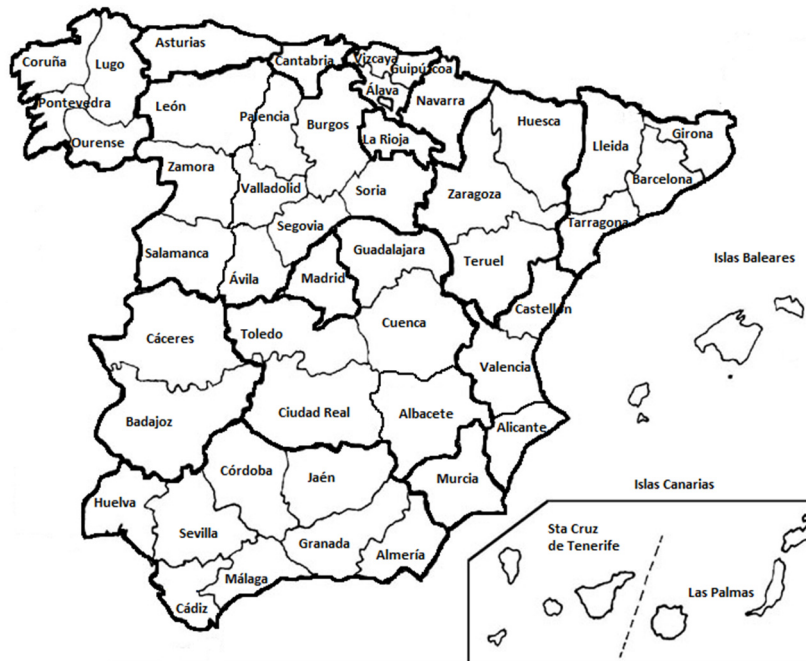 Asturias
Cantabria
Vizcaya
Guipúzcoa
Coruña
Lugo
Álava
Navarra
Pontevedra
León
Palencia
Burgos
Huesca
Girona
Ourense
La Rioja
Lleida
Zamora
Valladolid
Soria
Zaragoza
Barcelona
Segovia
Tarragona
Salamanca
Guadalajara
Teruel
Islas Baleares
Ávila
Madrid
Castellón
Cáceres
Toledo
Cuenca
Valencia
Badajoz
Ciudad Real
Albacete
Alicante
Córdoba
Jaén
Murcia
Islas Canarias
Huelva
Sevilla
Granada
Almería
Sta Cruz
de Tenerife
Málaga
Las Palmas
Cádiz